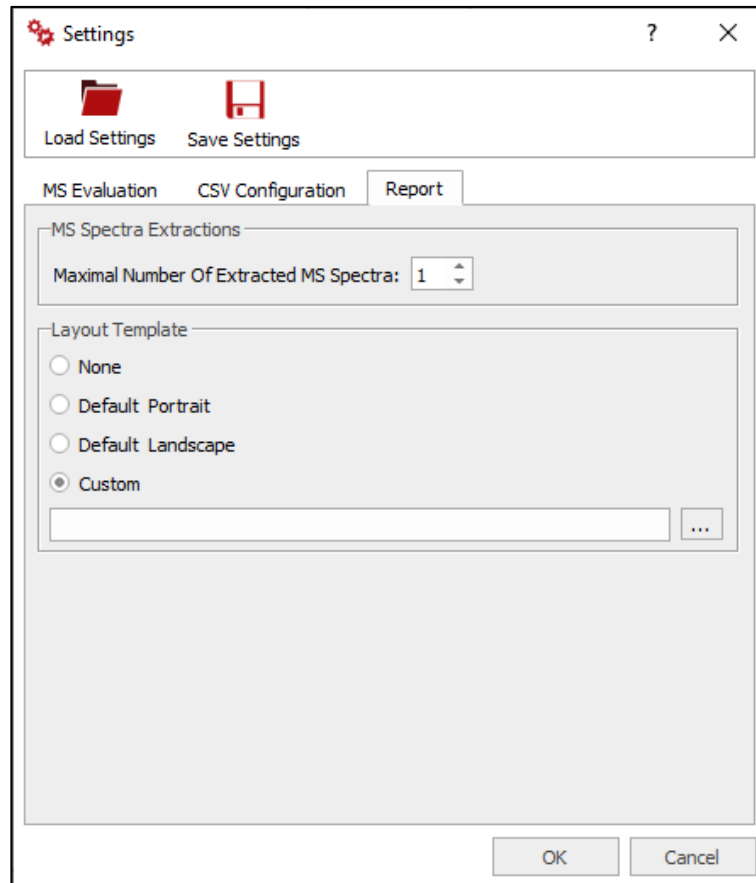 Settings
?
Load Settings Save Settings
MS Evaluation CSV Configuration Report
MS Spectra Extractions
Maximal Number Of Extracted MS Spectra: 1
Layout Template
None
Default Portrait
Default Landscape
Custom
...
OK Cancel